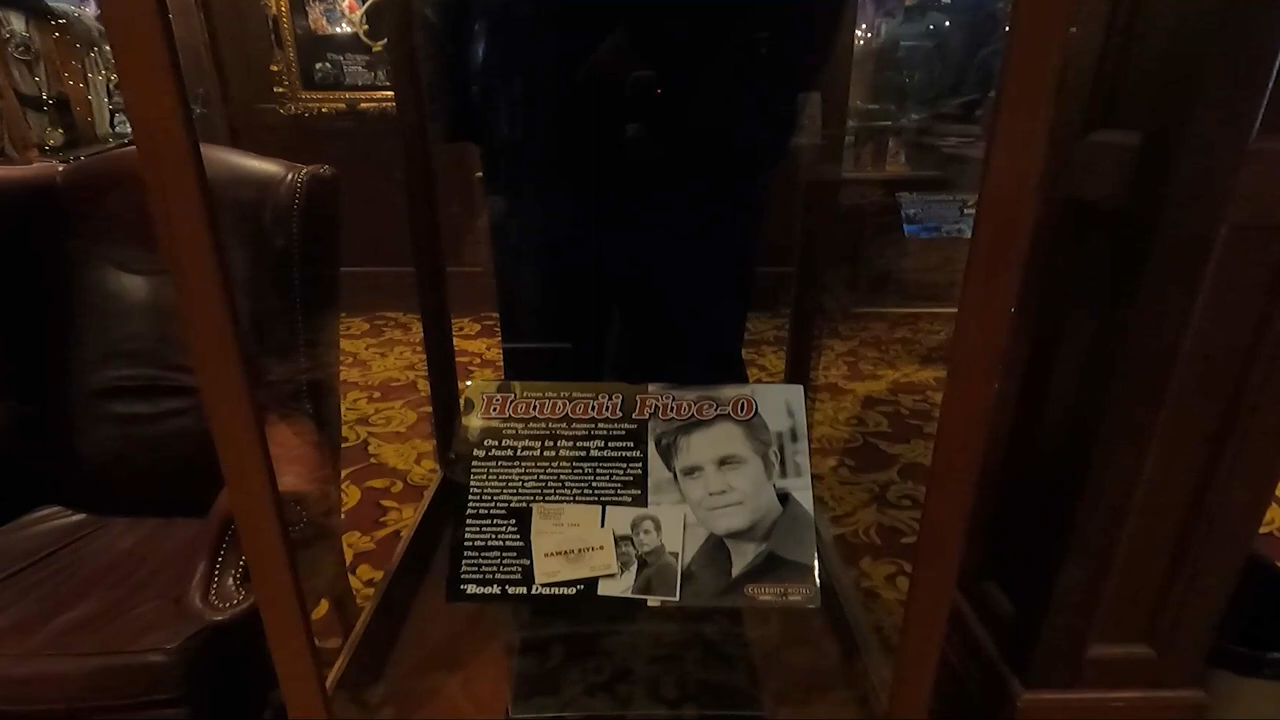 From the TV Show:
Hawaii Five-O
Starring: Jack Lord, James MacArthur
CBS Television • Copyright
On Display is the outfit worn
by Jack Lord as Steve McGarrett.
Hawaii Five-O was one of the longest-running and
most successful crime dramas on TV. Starring Jack
Lord as steely-eyed Steve McGarrett and James
MacArthur and officer Dan 'Danno' Williams.
The show was known not only for its scenic locales
but its willingness to address issues normally
deemed too dark
for its time.
Hawaii Five-O
was named for
Hawaii's status
as the 50th State.
This outfit was
purchased directly
from Jack Lord's
estate in Hawaii.
"Book 'em Danno"
HAWAII FIVE-O
CELEBRITY HOTEL